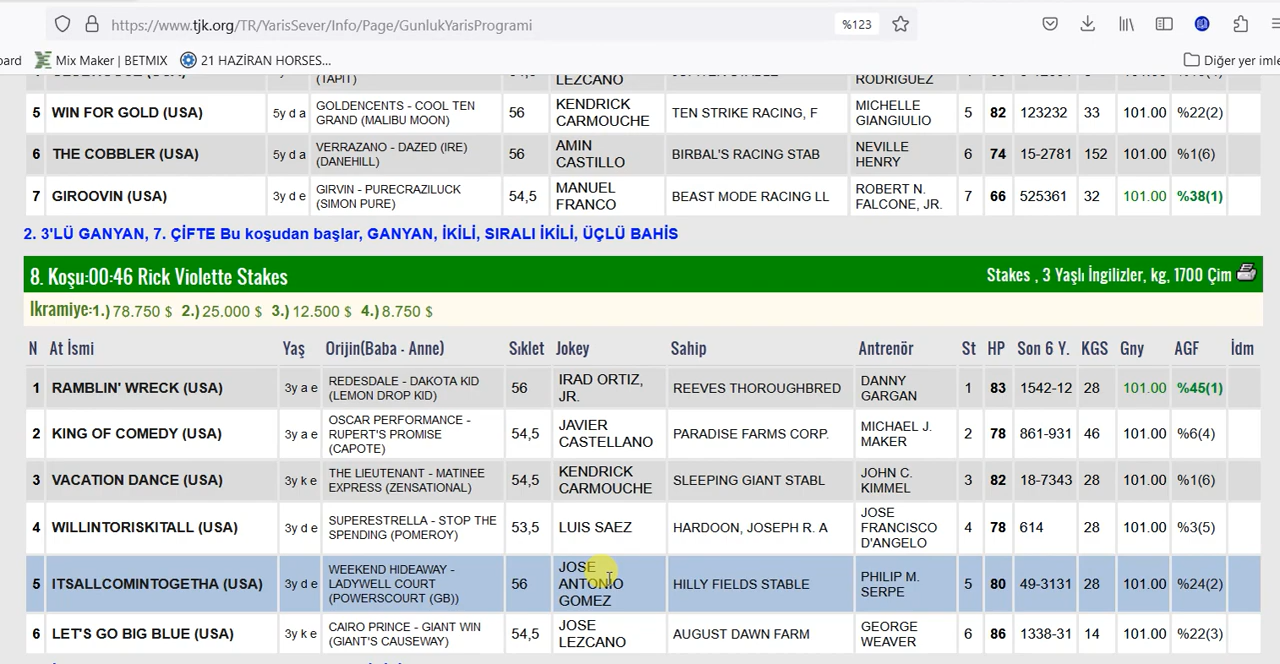 https://www.tjk.org/TR/YarisSever/Info/Page/GunlukYarisProgrami %123
oard Mix Maker | BETMIX 21 HAZİRAN HORSES... Diğer yer imle
(TAPIT) LEZCANO RODRIGUEZ
5 WIN FOR GOLD (USA) 5y d a GOLDENCENTS - COOL TEN GRAND (MALIBU MOON) 56 KENDRICK CARMOUCHE TEN STRIKE RACING, F MICHELLE GIANGIULIO 5 82 123232 33 101.00 %22(2)
6 THE COBBLER (USA) 5y d a VERRAZANO - DAZED (IRE) (DANEHILL) 56 AMIN CASTILLO BIRBAL'S RACING STAB NEVILLE HENRY 6 74 15-2781 152 101.00 %1(6)
7 GIROOVIN (USA) 3y d e GIRVIN - PURECRAZILUCK (SIMON PURE) 54,5 MANUEL FRANCO BEAST MODE RACING LL ROBERT N. FALCONE, JR. 7 66 525361 32 101.00 %38(1)
2. 3'LÜ GANYAN, 7. ÇİFTE Bu koşudan başlar, GANYAN, İKİLİ, SIRALI İKİLİ, ÜÇLÜ BAHİS
8. Koşu:00:46 Rick Violette Stakes Stakes , 3 Yaşlı İngilizler, kg, 1700 Çim
İkramiye:1.) 78.750 $ 2.) 25.000 $ 3.) 12.500 $ 4.) 8.750 $
N At İsmi Yaş Orijin(Baba - Anne) Sıklet Jokey Sahip Antrenör St HP Son 6 Y. KGS Gny AGF İdm
1 RAMBLIN' WRECK (USA) 3y a e REDESDALE - DAKOTA KID (LEMON DROP KID) 56 IRAD ORTIZ, JR. REEVES THOROUGHBRED DANNY GARGAN 1 83 1542-12 28 101.00 %45(1)
2 KING OF COMEDY (USA) 3y a e OSCAR PERFORMANCE - RUPERT'S PROMISE (CAPOTE) 54,5 JAVIER CASTELLANO PARADISE FARMS CORP. MICHAEL J. MAKER 2 78 861-931 46 101.00 %6(4)
3 VACATION DANCE (USA) 3y k e THE LIEUTENANT - MATINEE EXPRESS (ZENSATIONAL) 54,5 KENDRICK CARMOUCHE SLEEPING GIANT STABL JOHN C. KIMMEL 3 82 18-7343 28 101.00 %1(6)
4 WILLINTORISKITALL (USA) 3y d e SUPERESTRELLA - STOP THE SPENDING (POMEROY) 53,5 LUIS SAEZ HARDOON, JOSEPH R. A JOSE FRANCISCO D'ANGELO 4 78 614 28 101.00 %3(5)
5 ITSALLCOMINTOGETHA (USA) 3y d e WEEKEND HIDEAWAY - LADYWELL COURT (POWERSCOURT (GB)) 56 JOSE ANTONIO GOMEZ HILLY FIELDS STABLE PHILIP M. SERPE 5 80 49-3131 28 101.00 %24(2)
6 LET'S GO BIG BLUE (USA) 3y k e CAIRO PRINCE - GIANT WIN (GIANT'S CAUSEWAY) 54,5 JOSE LEZCANO AUGUST DAWN FARM GEORGE WEAVER 6 86 1338-31 14 101.00 %22(3)